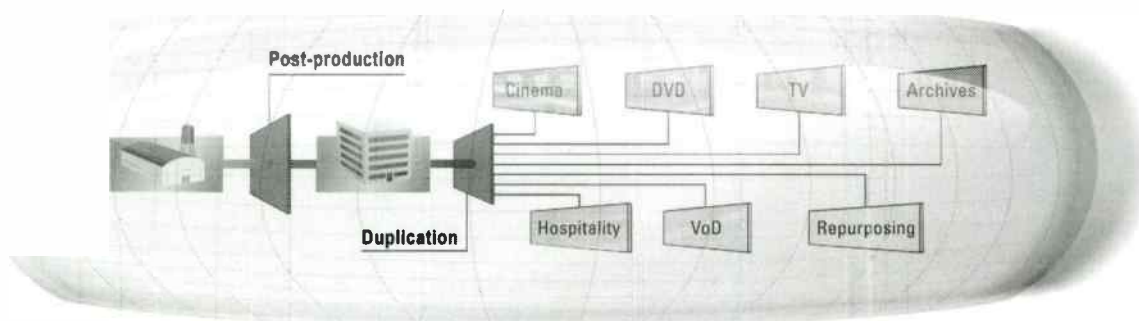 Post-production
Cinema
DVD
TV
Archives
Duplication
Hospitality
VoD
Repurposing